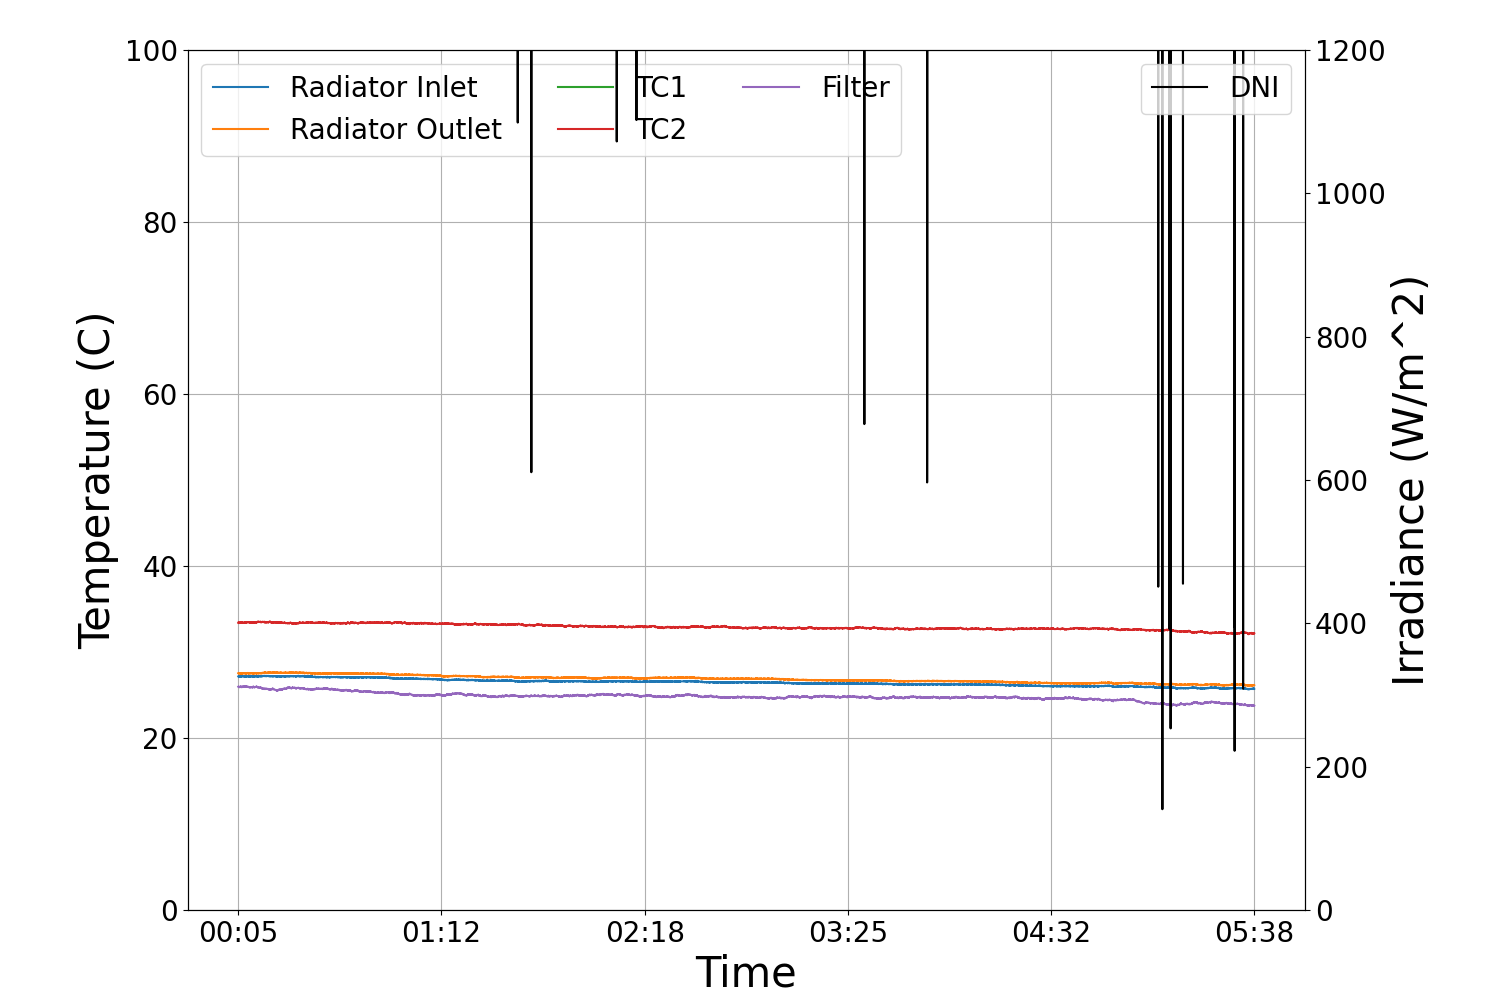 Radiator Inlet
Radiator Outlet
TC1
TC2
Filter
DNI
Temperature (C)
100
80
60
40
20
0
Irradiance (W/m^2)
1200
1000
800
600
400
200
0
00:05 01:12 02:18 03:25 04:32 05:38
Time